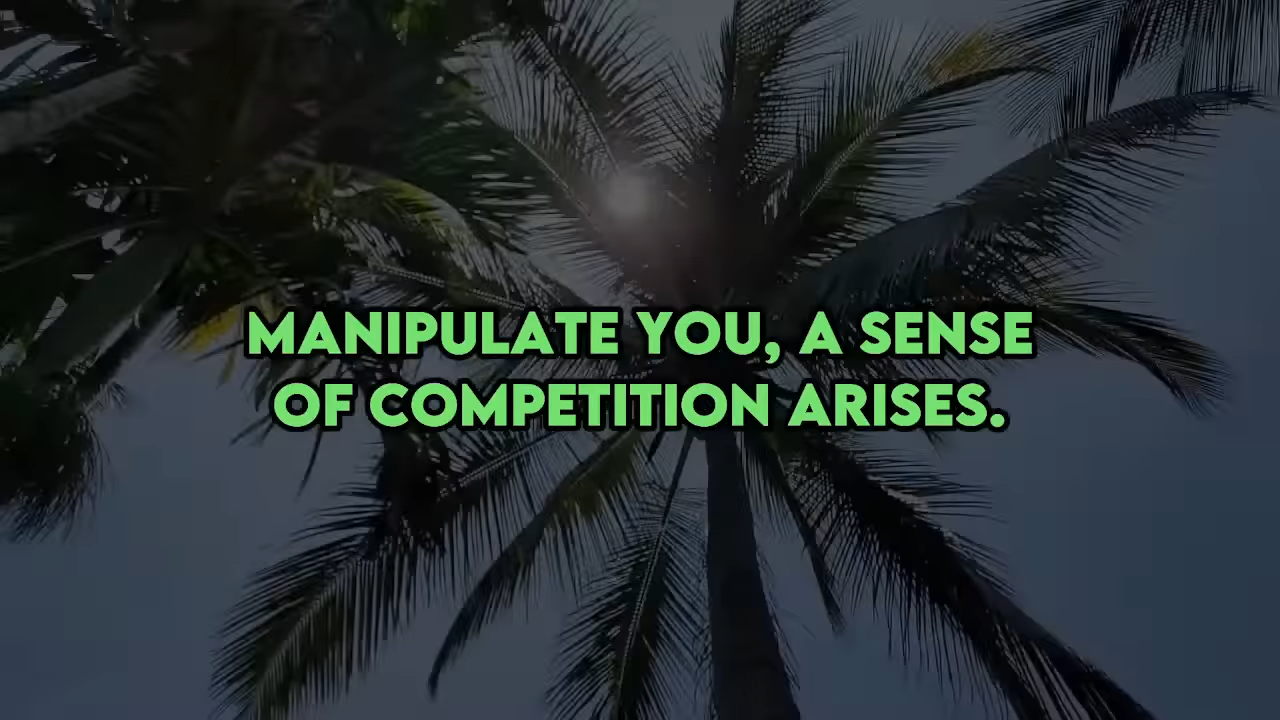 MANIPULATE YOU, A SENSE
OF COMPETITION ARISES.